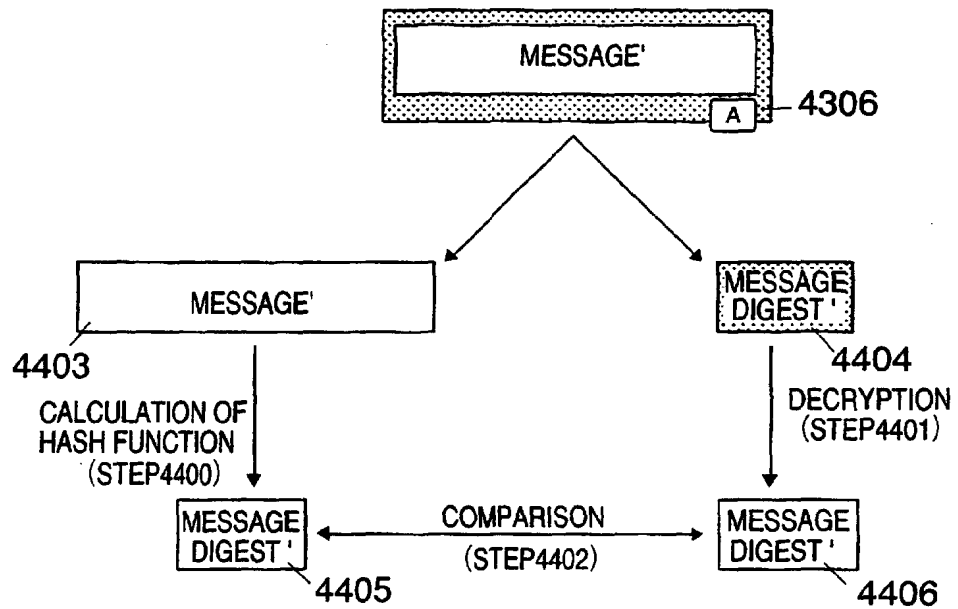 MESSAGE'
A
4306
MESSAGE'
4403
MESSAGE
DIGEST '
4404
CALCULATION OF
HASH FUNCTION
(STEP4400)
DECRYPTION
(STEP4401)
MESSAGE
DIGEST '
4405
COMPARISON
(STEP4402)
MESSAGE
DIGEST '
4406